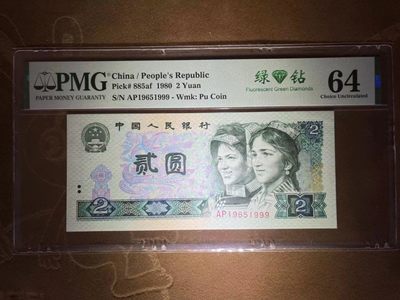 PMG
PAPER MONEY GUARANTY
China / People's Republic
Pick# 885af 1980 2 Yuan
S/N AP19651999 - Wmk: Pu Coin
绿钻
Fluorescent Green Diamonds
64
Choice Uncirculated
中国人民银行
2
贰圆
AP19651999
2
2